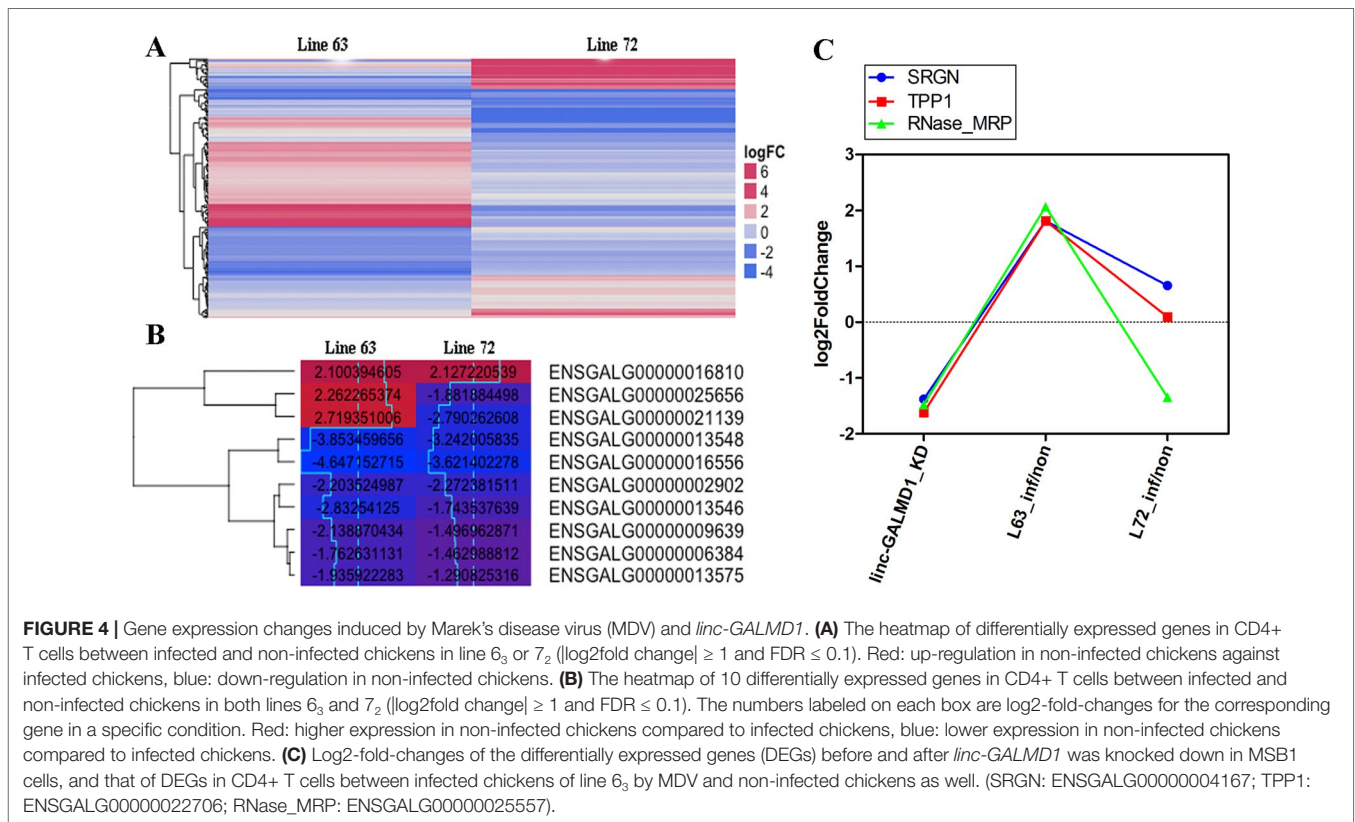 A
Line 63
Line 72
logFC
6
4
2
0
-2
-4
B
Line 63
Line 72
2.100394605 2.127220539 ENSGALG00000016810
2.262265374 -1.881884498 ENSGALG00000025656
2.719351006 -2.790262608 ENSGALG00000021139
-3.853459656 -3.242005835 ENSGALG00000013548
-4.647152715 -3.621402278 ENSGALG00000016556
-2.203524987 -2.272381511 ENSGALG00000002902
-2.83254125 -1.743537639 ENSGALG00000013546
-2.138870434 -1.496962871 ENSGALG00000009639
-1.762631131 -1.462988812 ENSGALG00000006384
-1.935922283 -1.290825316 ENSGALG00000013575
C
SRGN
TPP1
RNase_MRP
log2FoldChange
3
2
1
0
-1
-2
linc-GALMD1_KD
L63_inf/non
L72_inf/non
FIGURE 4 | Gene expression changes induced by Marek's disease virus (MDV) and linc-GALMD1. (A) The heatmap of differentially expressed genes in CD4+
T cells between infected and non-infected chickens in line 6₃ or 7₂ (|log2fold change| ≥ 1 and FDR ≤ 0.1). Red: up-regulation in non-infected chickens against
infected chickens, blue: down-regulation in non-infected chickens. (B) The heatmap of 10 differentially expressed genes in CD4+ T cells between infected and
non-infected chickens in both lines 6₃ and 7₂ (|log2fold change| ≥ 1 and FDR ≤ 0.1). The numbers labeled on each box are log2-fold-changes for the corresponding
gene in a specific condition. Red: higher expression in non-infected chickens compared to infected chickens, blue: lower expression in non-infected chickens
compared to infected chickens. (C) Log2-fold-changes of the differentially expressed genes (DEGs) before and after linc-GALMD1 was knocked down in MSB1
cells, and that of DEGs in CD4+ T cells between infected chickens of line 6₃ by MDV and non-infected chickens as well. (SRGN: ENSGALG00000004167; TPP1:
ENSGALG00000022706; RNase_MRP: ENSGALG00000025557).